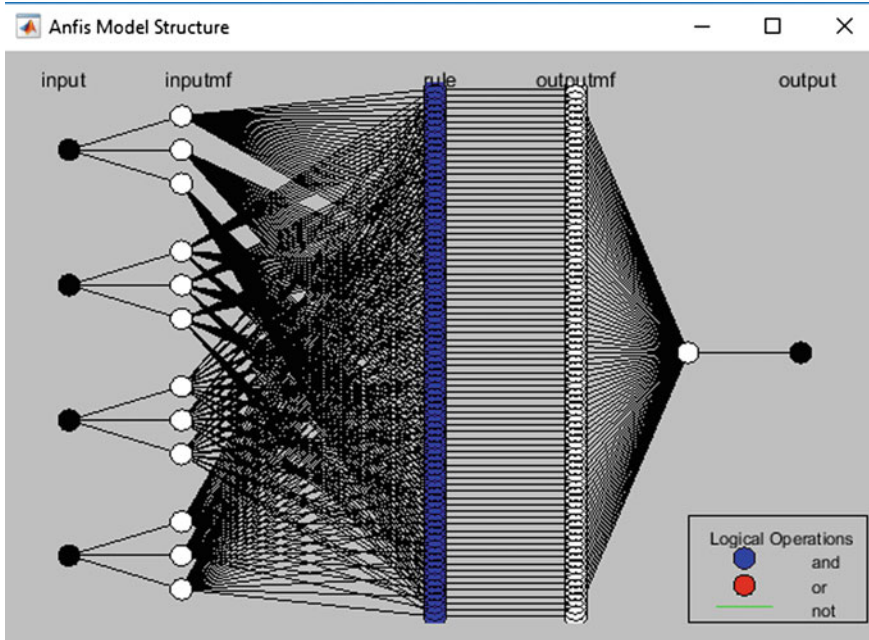 Anfis Model Structure
input inputmf rule outputmf output
Logical Operations
and
or
not